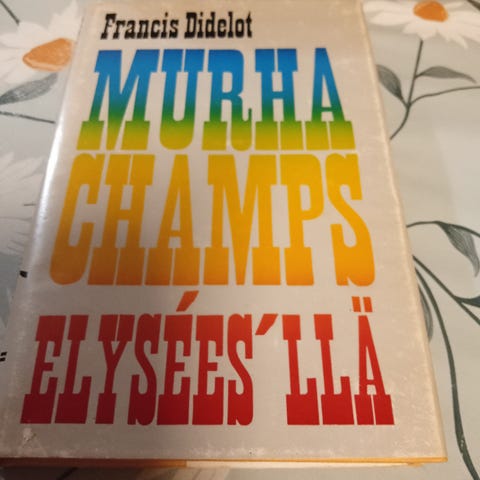 Francis Didelot
MURHA
CHAMPS
ELYSÉES´LLÄ